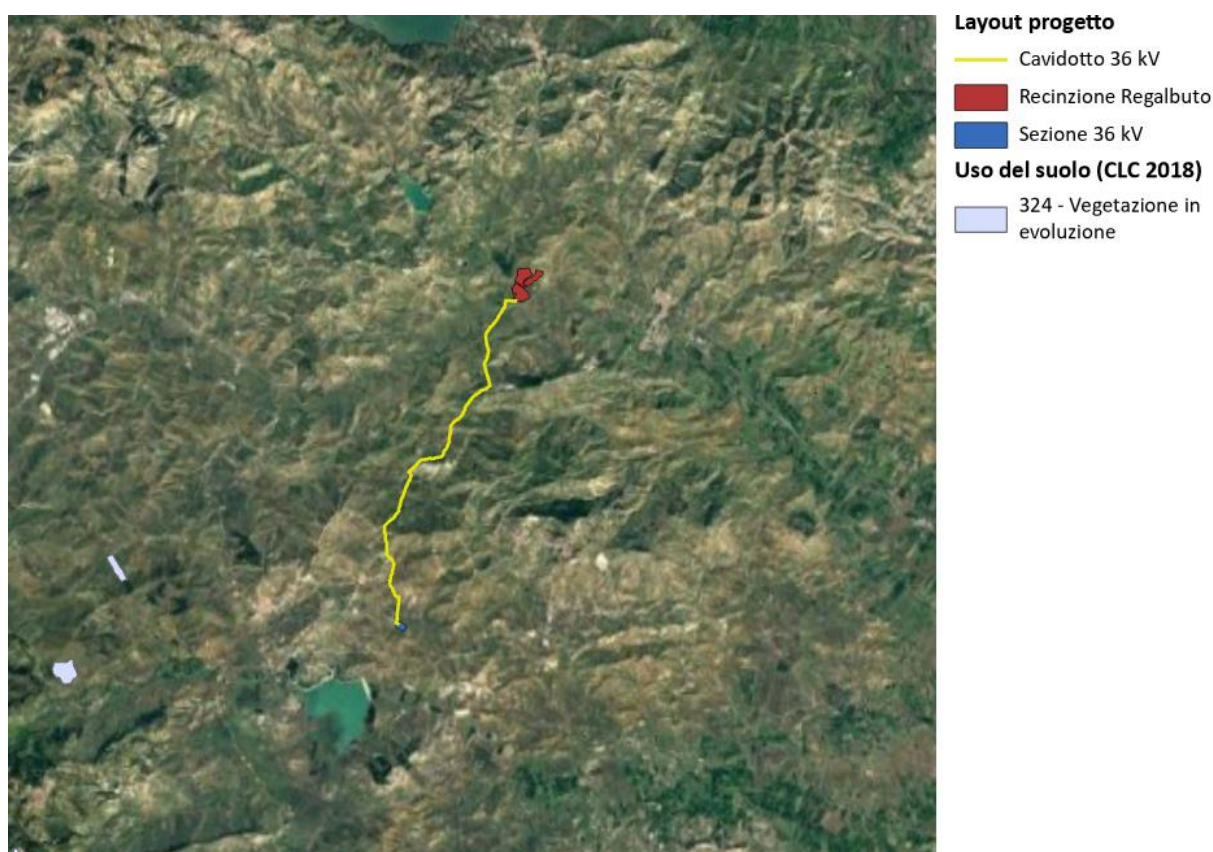 Layout progetto
Cavidotto 36 kV
Recinzione Regalbuto
Sezione 36 kV
Uso del suolo (CLC 2018)
324 - Vegetazione in
evoluzione